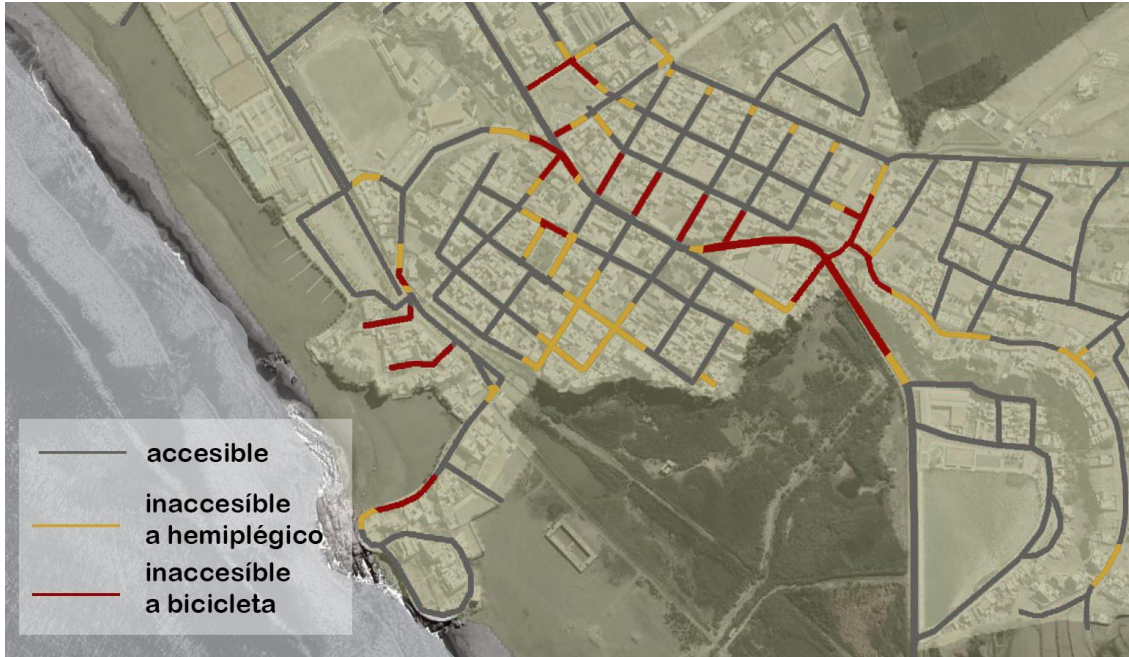 accesible
inaccesíble
a hemiplégico
inaccesíble
a bicicleta